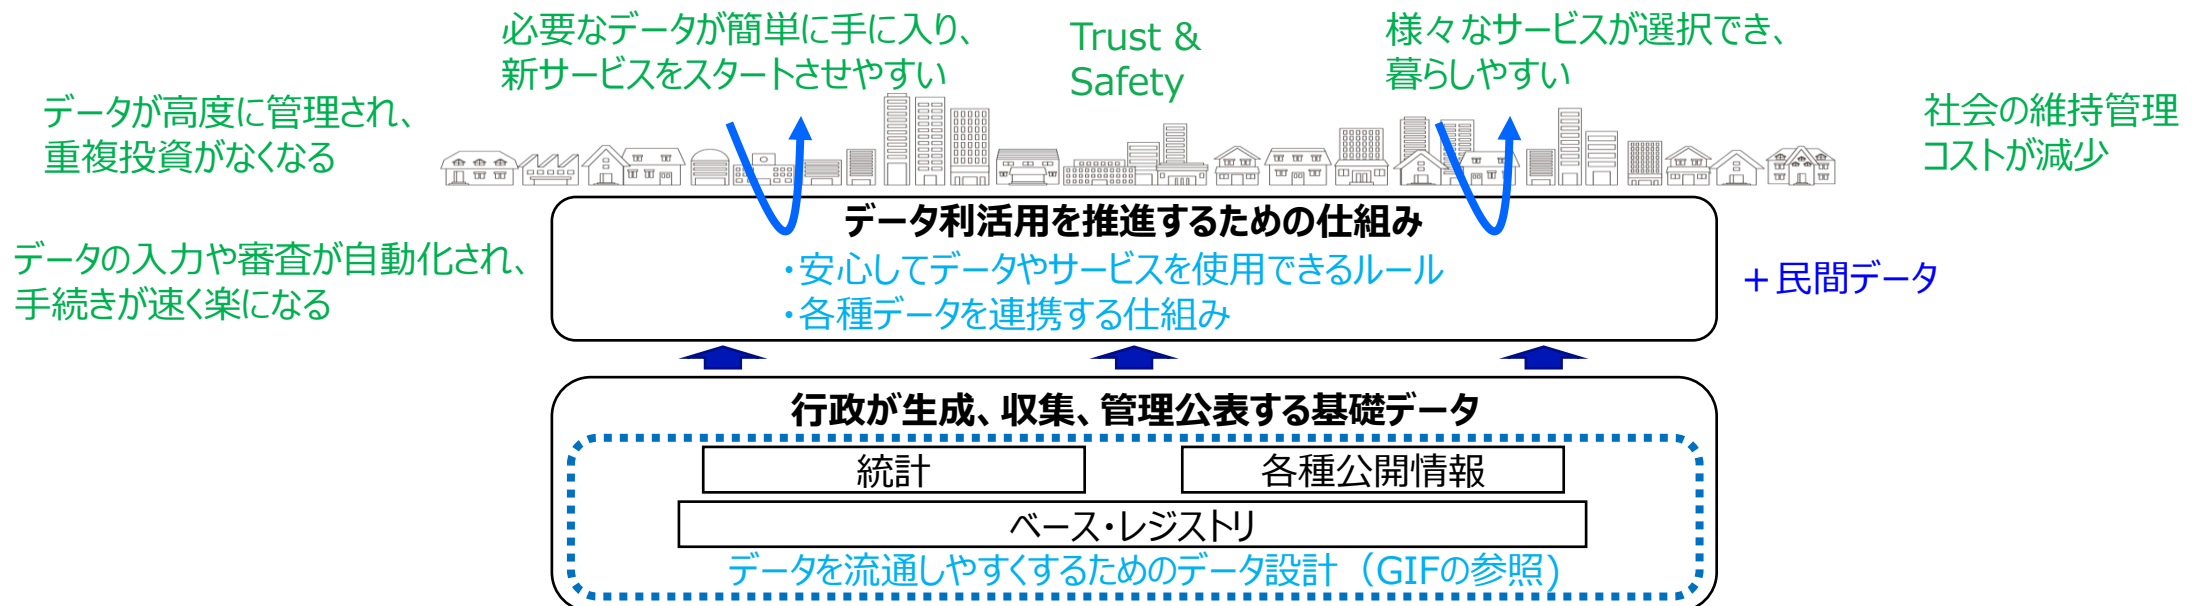 必要なデータが簡単に手に入り、
新サービスをスタートさせやすい
Trust &
Safety
様々なサービスが選択でき、
暮らしやすい
データが高度に管理され、
重複投資がなくなる
社会の維持管理
コストが減少
データの入力や審査が自動化され、
手続きが速く楽になる
データ利活用を推進するための仕組み
・安心してデータやサービスを使用できるルール
・各種データを連携する仕組み
+民間データ
行政が生成、収集、管理公表する基礎データ
統計
各種公開情報
ベース・レジストリ
データを流通しやすくするためのデータ設計（GIFの参照)